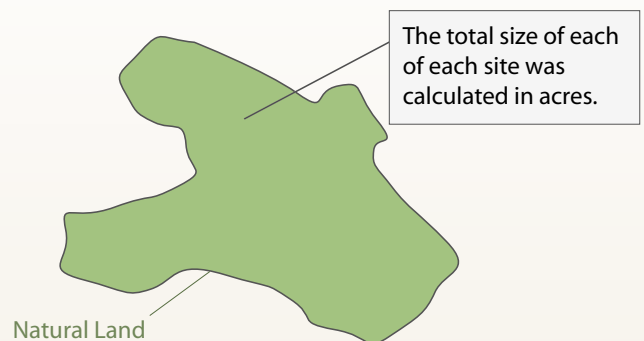 The total size of each
of each site was
calculated in acres.
Natural Land